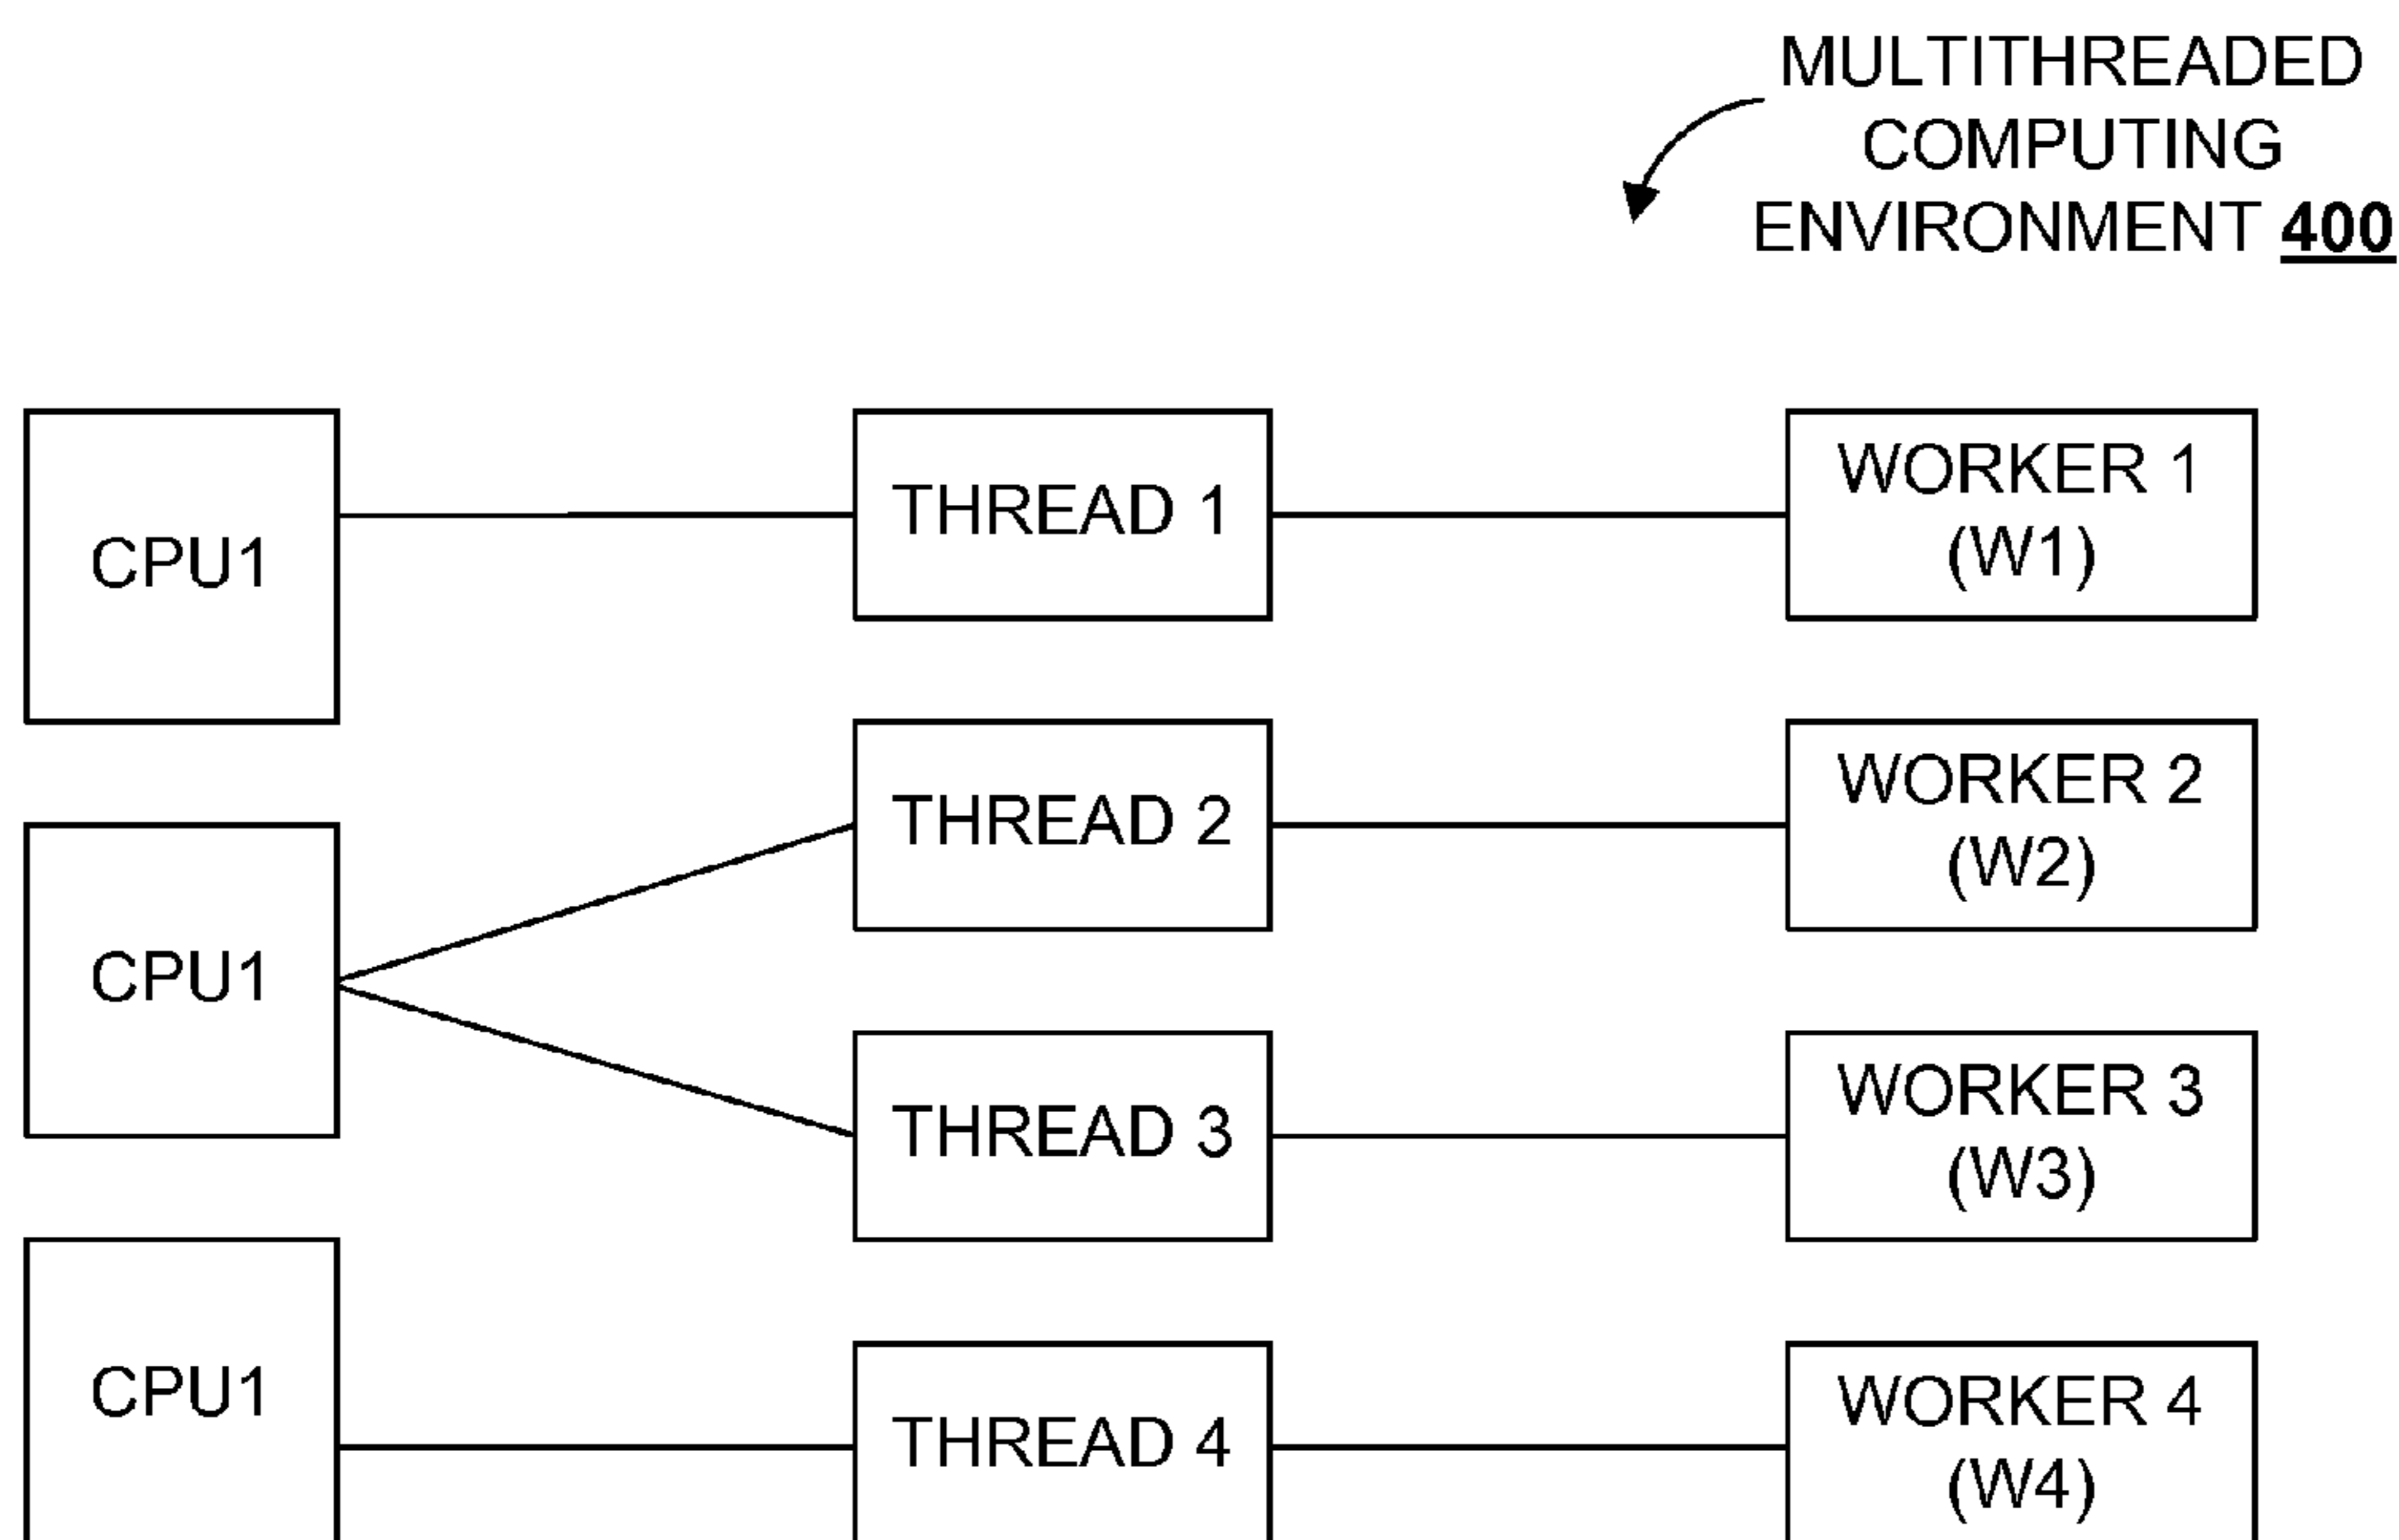 MULTITHREADED
COMPUTING
ENVIRONMENT 400
CPU1
THREAD 1
WORKER 1
(W1)
CPU1
THREAD 2
WORKER 2
(W2)
THREAD 3
WORKER 3
(W3)
CPU1
THREAD 4
WORKER 4
(W4)